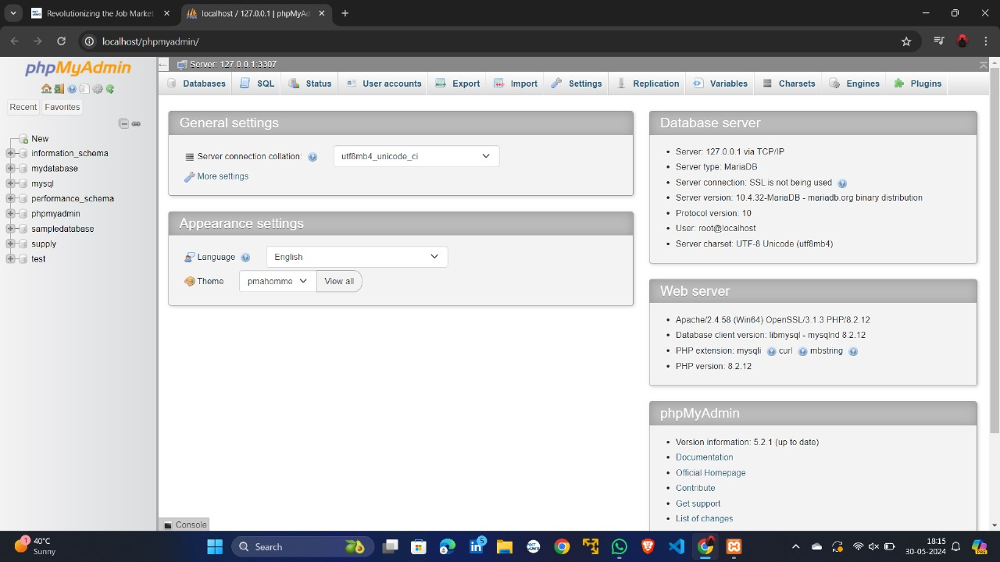 Revolutionizing the Job Market
localhost / 127.0.0.1 | phpMyAd
localhost/phpmyadmin/
phpMyAdmin
Recent Favorites
New
information_schema
mydatabase
mysql
performance_schema
phpmyadmin
sampledatabase
supply
test
Server: 127.0.0.1:3307
Databases SQL Status User accounts Export Import Settings Replication Variables Charsets Engines Plugins
General settings
Server connection collation: utf8mb4_unicode_ci
More settings
Appearance settings
Language English
Theme pmahomme View all
Database server
Server: 127.0.0.1 via TCP/IP
Server type: MariaDB
Server connection: SSL is not being used
Server version: 10.4.32-MariaDB - mariadb.org binary distribution
Protocol version: 10
User: root@localhost
Server charset: UTF-8 Unicode (utf8mb4)
Web server
Apache/2.4.58 (Win64) OpenSSL/3.1.3 PHP/8.2.12
Database client version: libmysql - mysqlnd 8.2.12
PHP extension: mysqli curl mbstring
PHP version: 8.2.12
phpMyAdmin
Version information: 5.2.1 (up to date)
Documentation
Official Homepage
Contribute
Get support
List of changes
Console
1
40°C
Sunny
Search
5
18:15
30-05-2024